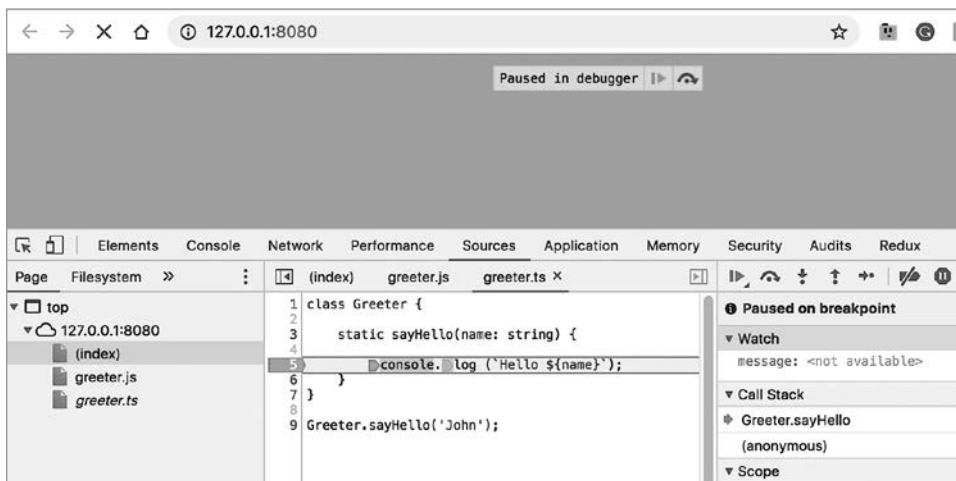 127.0.0.1:8080
Paused in debugger
Elements Console Network Performance Sources Application Memory Security Audits Redux
Page Filesystem » (index) greeter.js greeter.ts ×
top
127.0.0.1:8080
(index)
greeter.js
greeter.ts
1 class Greeter {
2
3 static sayHello(name: string) {
4
5 console.log (`Hello ${name}`);
6 }
7 }
8
9 Greeter.sayHello('John');
Paused on breakpoint
Watch
message: <not available>
Call Stack
Greeter.sayHello
(anonymous)
Scope